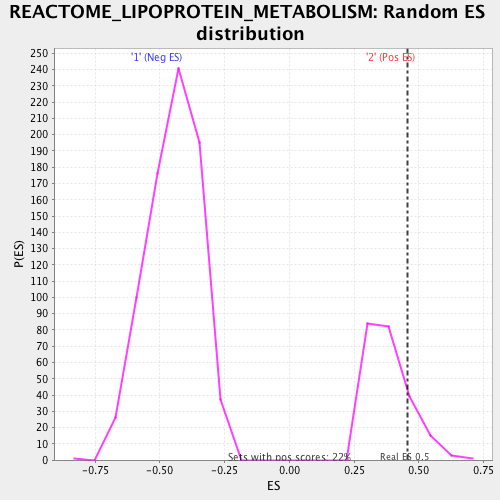 REACTOME_LIPOPROTEIN_METABOLISM: Random ES
distribution
'1' (Neg ES)
'2' (Pos ES)
250
240
230
220
210
200
190
180
170
160
150
140
130
120
110
100
90
80
70
60
50
40
30
20
10
0
P(ES)
Sets with pos scores: 22%
Real ES 0.5
-0.75 -0.50 -0.25 0.00 0.25 0.50 0.75
ES